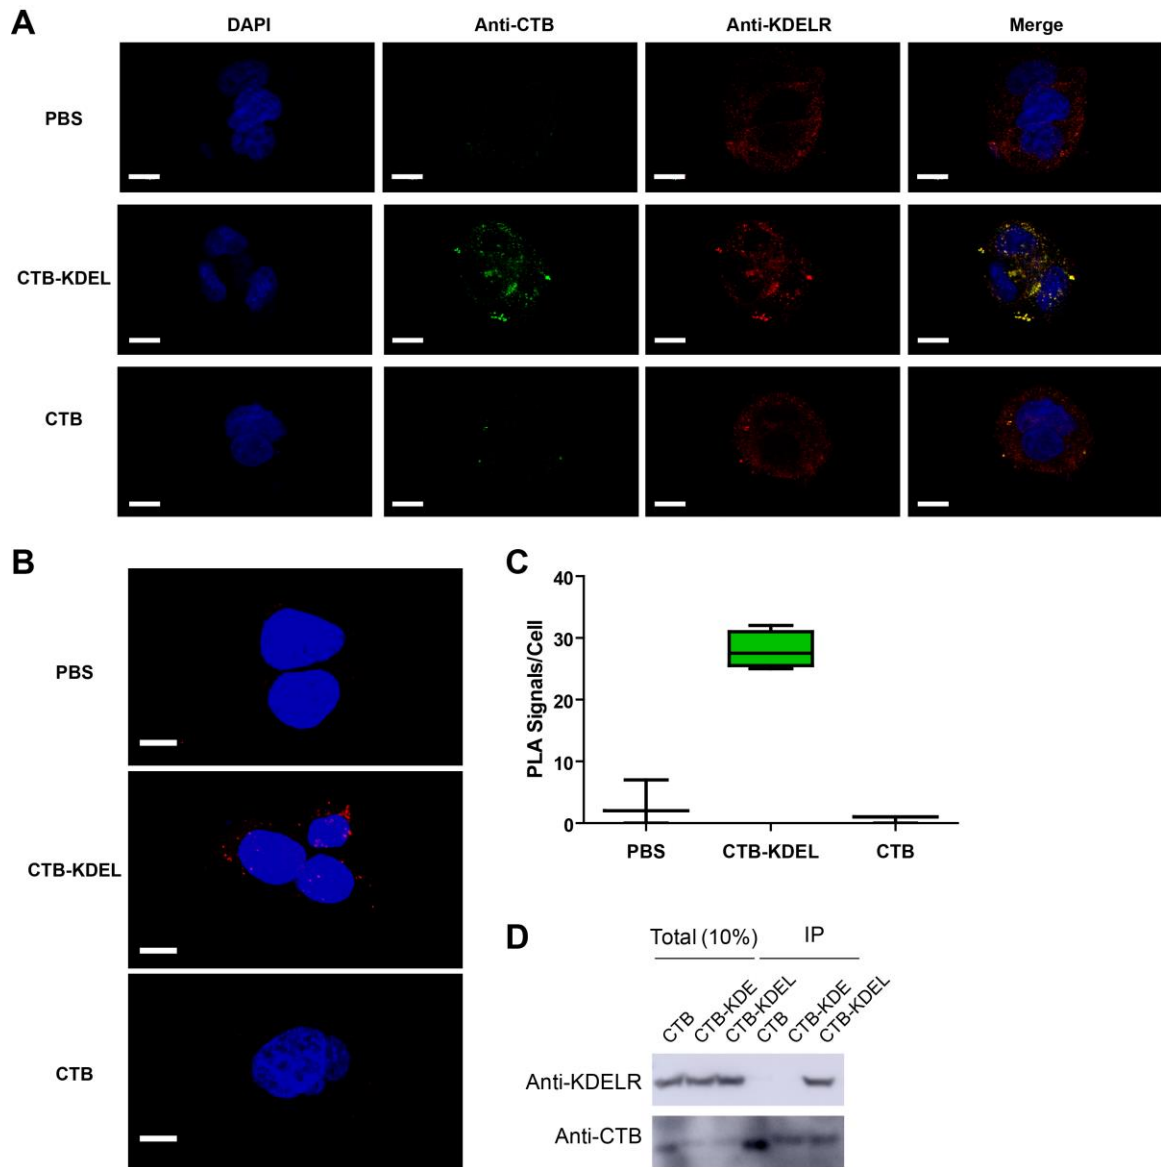 A
DAPI Anti-CTB Anti-KDELR Merge
PBS
CTB-KDEL
CTB
B
PBS
CTB-KDEL
CTB
C
PLA Signals/Cell
40
30
20
10
0
PBS CTB-KDEL CTB
D
Total (10%) IP
CTB CTB-KDE CTB-KDEL CTB CTB-KDE CTB-KDEL
Anti-KDELR
Anti-CTB